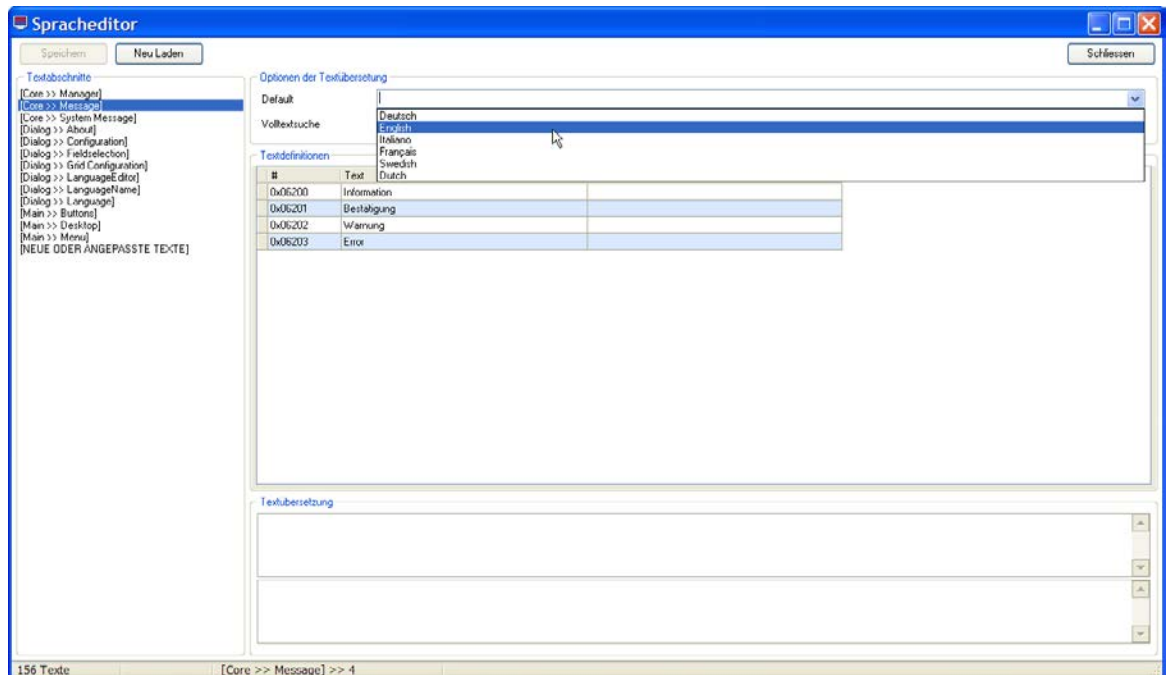 Spracheditor
Speichern Neu Laden Schliessen
Textabschnitte
[Core >> Manager]
[Core >> Message]
[Core >> System Message]
[Dialog >> About]
[Dialog >> Configuration]
[Dialog >> Fieldselection]
[Dialog >> Grid Configuration]
[Dialog >> LanguageEditor]
[Dialog >> LanguageName]
[Dialog >> Language]
[Main >> Buttons]
[Main >> Desktop]
[Main >> Menu]
[NEUE ODER ANGEPASSTE TEXTE]
Optionen der Textübersetung
Default
Volltextsuche
Deutsch
English
Italiano
Français
Swedish
Dutch
Textdefinitionen
# Text
0x06200 Information
0x06201 Bestätigung
0x06202 Warnung
0x06203 Error
Textübersetzung
156 Texte [Core >> Message] >> 4